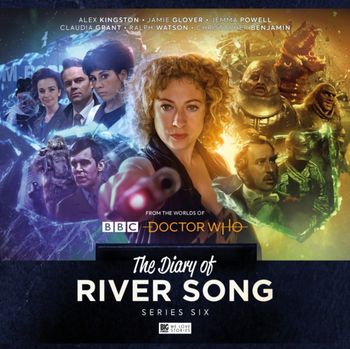 ALEX KINGSTON • JAMIE GLOVER • JEMMA POWELL
CLAUDIA GRANT • RALPH WATSON • CHRISTOPHER BENJAMIN
FROM THE WORLDS OF
BBC DOCTOR WHO
The Diary of
RIVER SONG
SERIES SIX
BIG FINISH WE LOVE STORIES